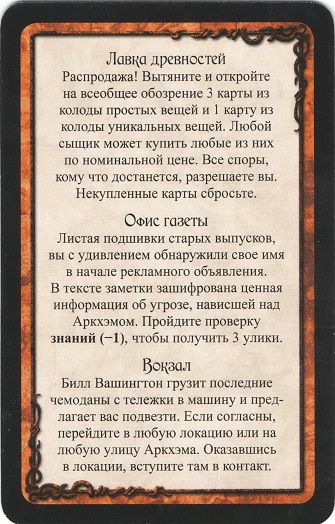 Лавка древностей
Распродажа! Вытяните и откройте
на всеобщее обозрение 3 карты из
колоды простых вещей и 1 карту из
колоды уникальных вещей. Любой
сыщик может купить любые из них
по номинальной цене. Все споры,
кому что достанется, разрешаете вы.
Некупленные карты сбросьте.
Офис газеты
Листая подшивки старых выпусков,
вы с удивлением обнаружили свое имя
в начале рекламного объявления.
В тексте заметки зашифрована ценная
информация об угрозе, нависшей над
Аркхэмом. Пройдите проверку
знаний (−1), чтобы получить 3 улики.
Вокзал
Билл Вашингтон грузит последние
чемоданы с тележки в машину и пред-
лагает вас подвезти. Если согласны,
перейдите в любую локацию или на
любую улицу Аркхэма. Оказавшись
в локации, вступите там в контакт.